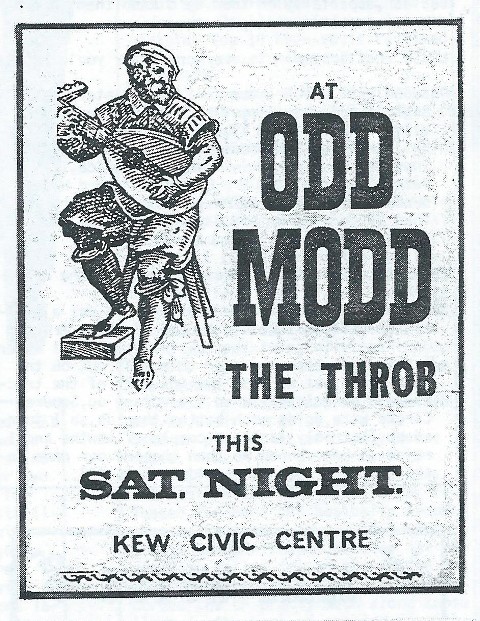 AT
ODD
MODD
THE THROB
THIS
SAT. NIGHT.
KEW CIVIC CENTRE